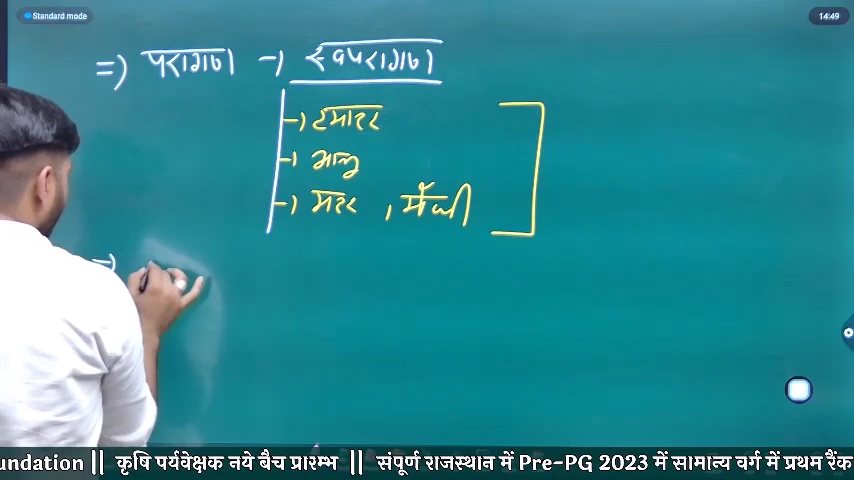 Standard mode
14:49
=) परागण -> स्वपरागण
-> टमाटर
-> आलू
-> मटर , मैंथी
=)
undation || कृषि पर्यवेक्षक नये बैच प्रारम्भ || संपूर्ण राजस्थान में Pre-PG 2023 में सामान्य वर्ग में प्रथम रैंक